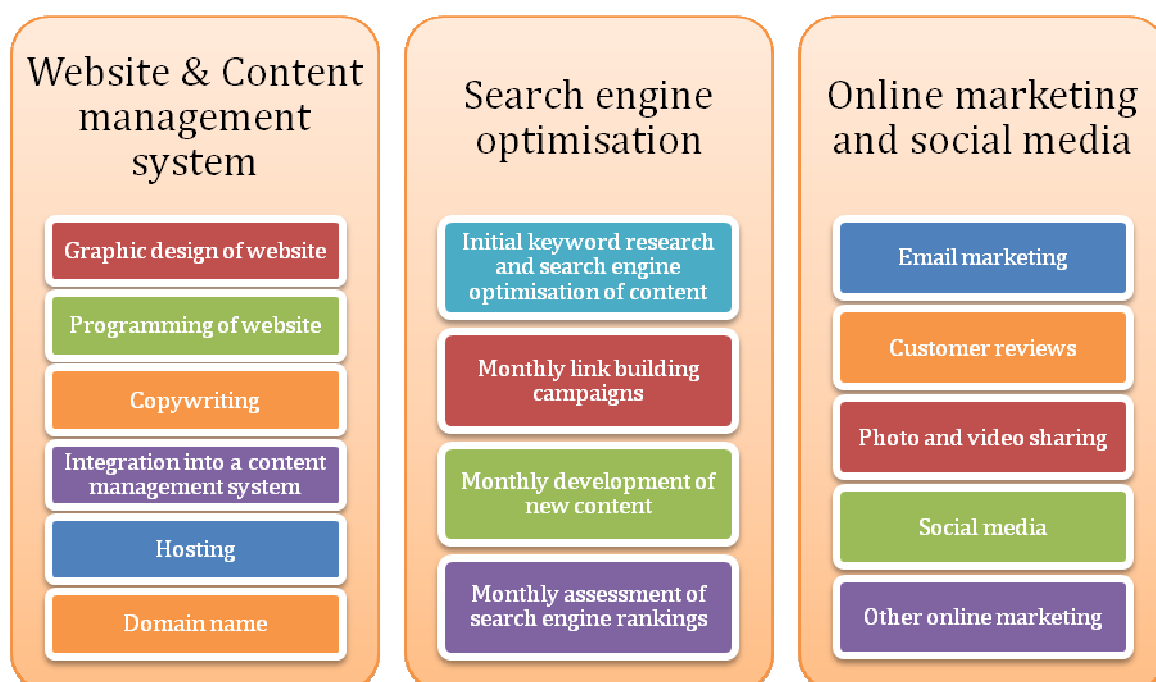 Website & Content
management
system
Graphic design of website
Programming of website
Copywriting
Integration into a content
management system
Hosting
Domain name
Search engine
optimisation
Initial keyword research
and search engine
optimisation of content
Monthly link building
campaigns
Monthly development of
new content
Monthly assessment of
search engine rankings
Online marketing
and social media
Email marketing
Customer reviews
Photo and video sharing
Social media
Other online marketing